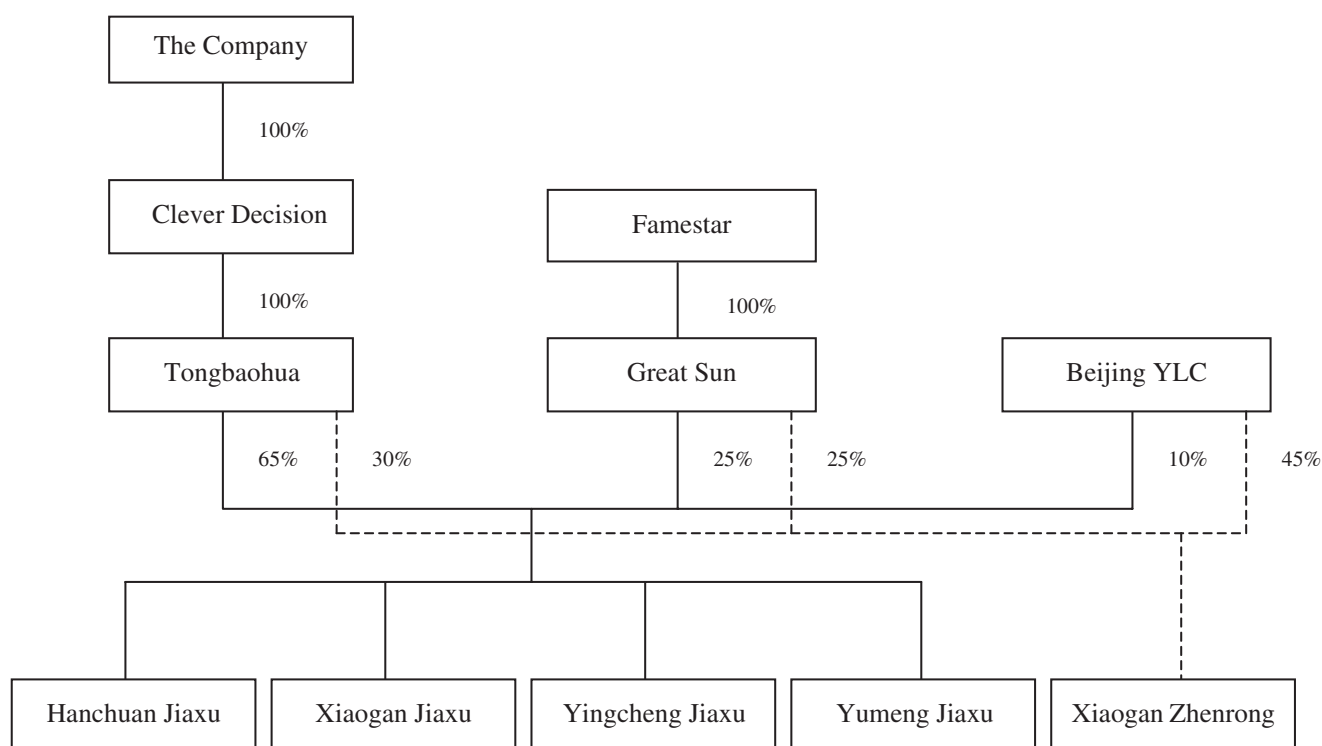 The Company
100%
Clever Decision
Famestar
100%
100%
Tongbaohua
Great Sun
Beijing YLC
65%
30%
25%
25%
10%
45%
Hanchuan Jiaxu
Xiaogan Jiaxu
Yingcheng Jiaxu
Yumeng Jiaxu
Xiaogan Zhenrong